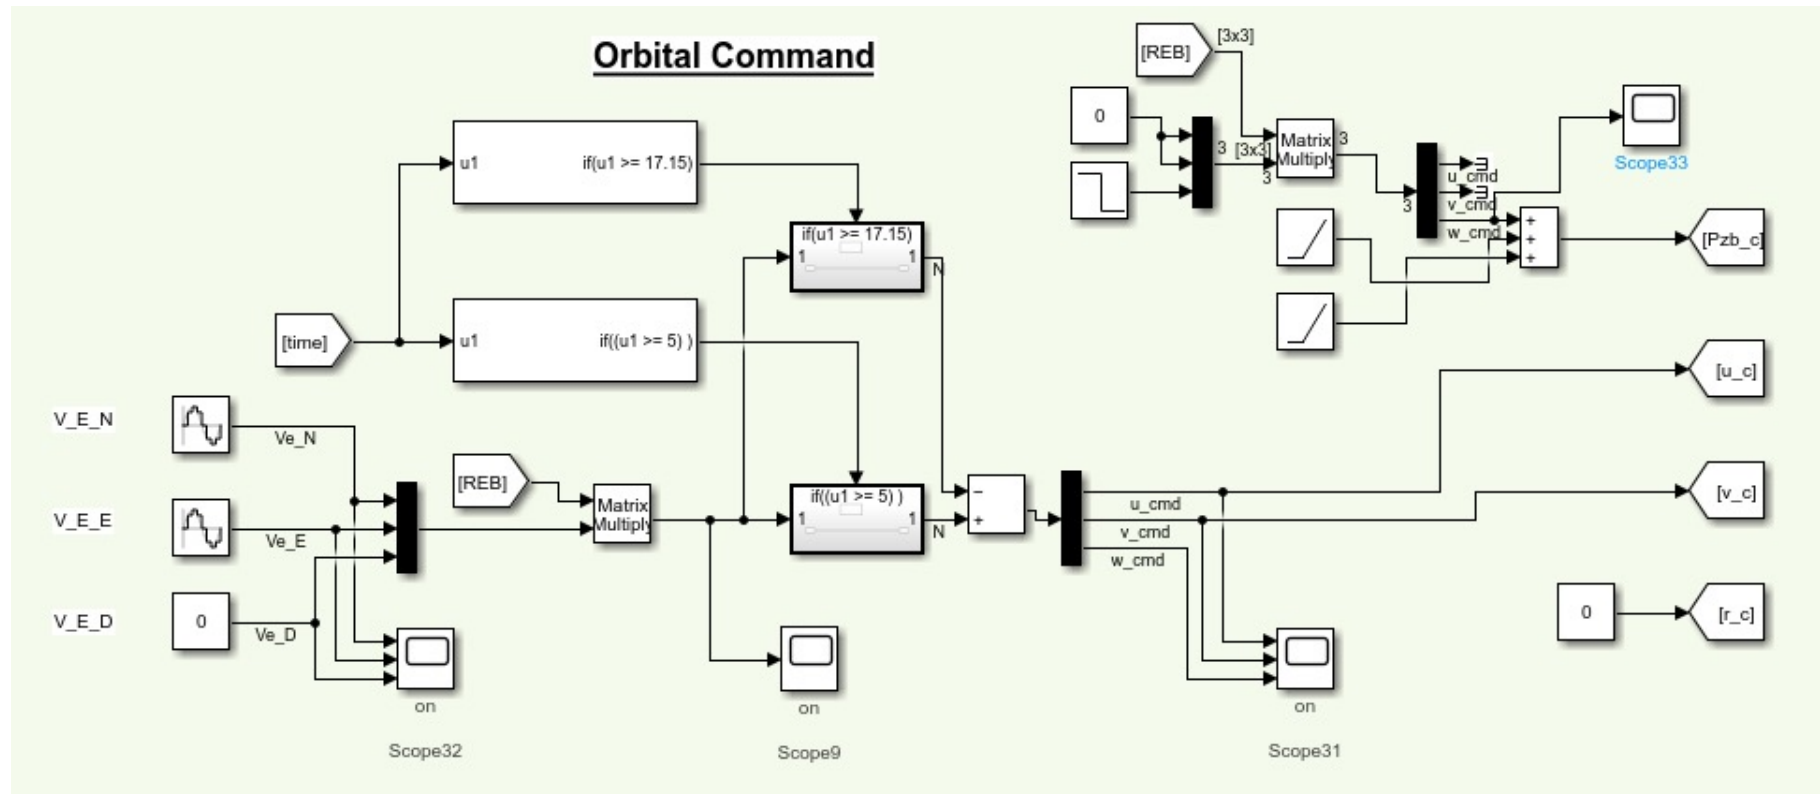 Orbital Command
[REB]
[3x3]
0
3
[3x3]
3
Matrix
Multiply
3
3
u_cmd
v_cmd
w_cmd
+
+
+
Scope33
[Pzb_c]
u1
if(u1 >= 17.15)
if(u1 >= 17.15)
1
1
N
[time]
u1
if((u1 >= 5) )
[u_c]
V_E_N
Ve_N
[REB]
Matrix
Multiply
if((u1 >= 5) )
1
1
N
−
+
u_cmd
v_cmd
w_cmd
[v_c]
V_E_E
Ve_E
V_E_D
0
Ve_D
0
[r_c]
on
Scope32
on
Scope9
on
Scope31